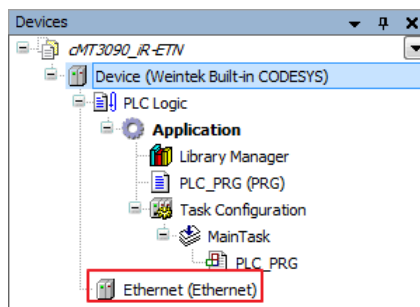 Devices
cMT3090_iR-ETN
Device (Weintek Built-in CODESYS)
PLC Logic
Application
Library Manager
PLC_PRG (PRG)
Task Configuration
MainTask
PLC_PRG
Ethernet (Ethernet)